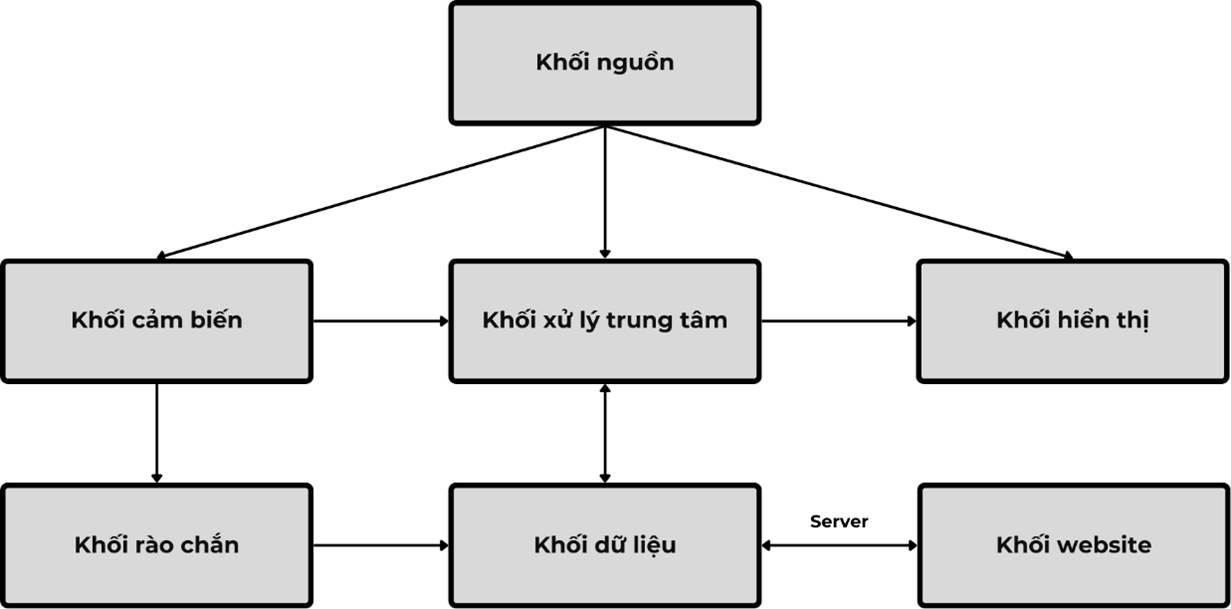 Khối nguồn
Khối cảm biến
Khối xử lý trung tâm
Khối hiển thị
Khối rào chắn
Khối dữ liệu
Server
Khối website